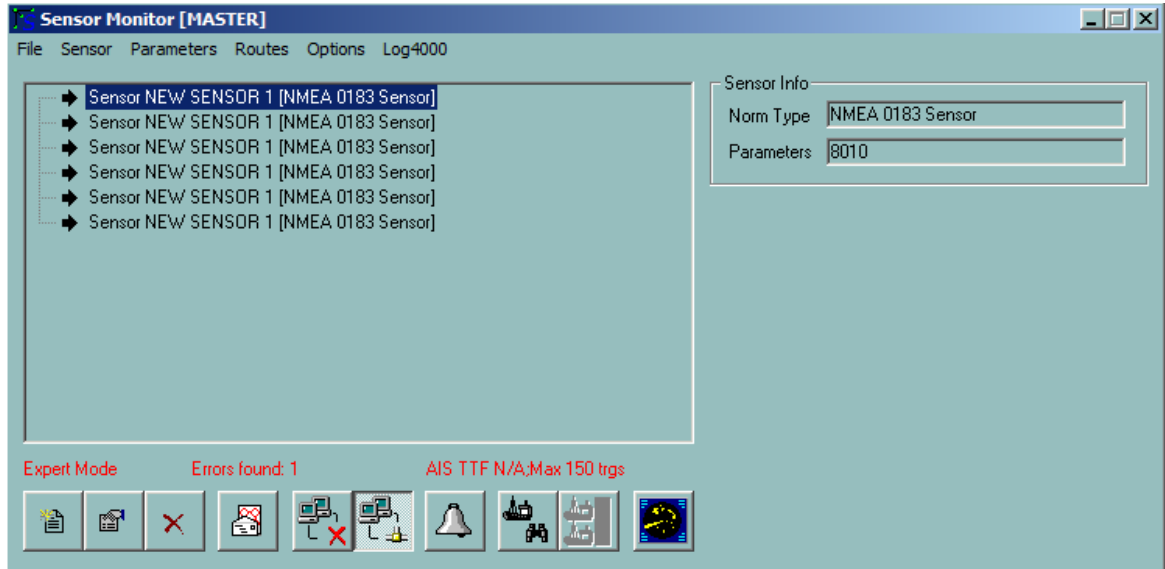 Sensor Monitor [MASTER]
File Sensor Parameters Routes Options Log4000
Sensor NEW SENSOR 1 [NMEA 0183 Sensor]
Sensor NEW SENSOR 1 [NMEA 0183 Sensor]
Sensor NEW SENSOR 1 [NMEA 0183 Sensor]
Sensor NEW SENSOR 1 [NMEA 0183 Sensor]
Sensor NEW SENSOR 1 [NMEA 0183 Sensor]
Sensor NEW SENSOR 1 [NMEA 0183 Sensor]
Sensor Info
Norm Type NMEA 0183 Sensor
Parameters 8010
Expert Mode Errors found: 1 AIS TTF N/A;Max 150 trgs